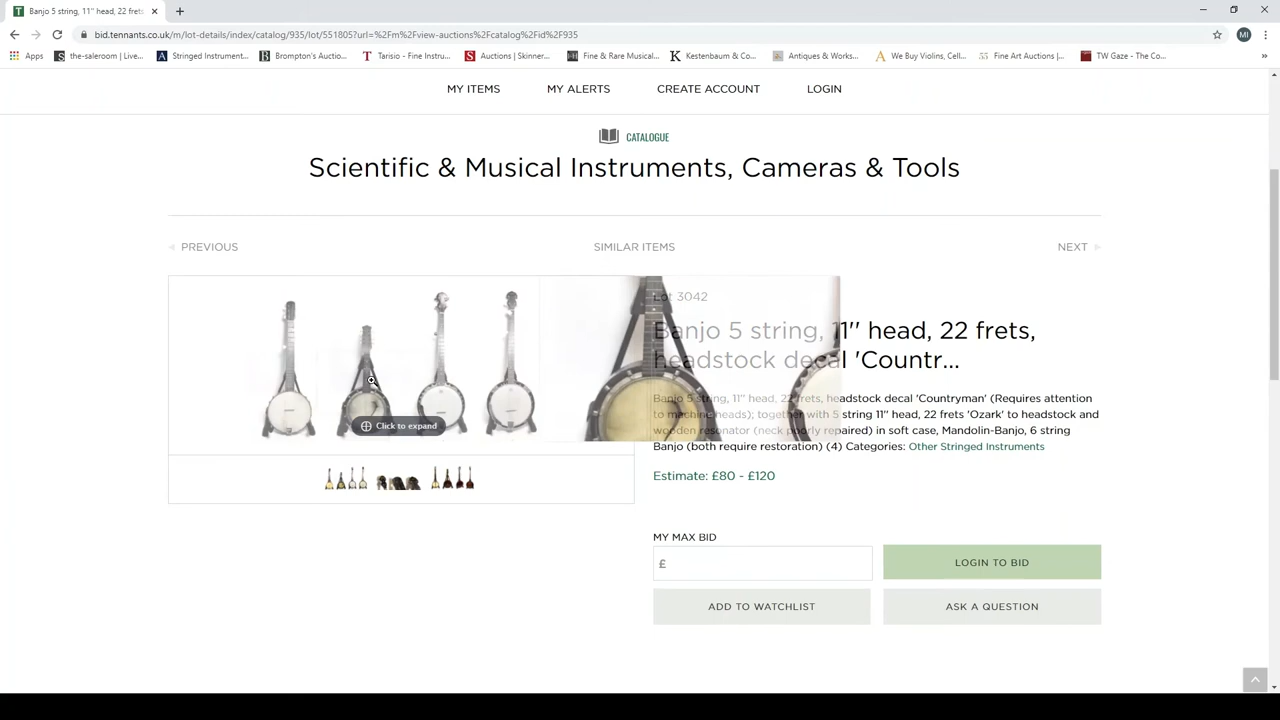 Banjo 5 string, 11" head, 22 frets
bid.tennants.co.uk/m/lot-details/index/catalog/935/lot/551805?url=%2Fm%2Fview-auctions%2Fcatalog%2Fid%2F935
MI
Apps
the-saleroom | Live...
Stringed Instrument...
Brompton's Auctio...
Tarisio - Fine Instru...
Auctions | Skinner...
Fine & Rare Musical...
Kestenbaum & Co...
Antiques & Works...
We Buy Violins, Cell...
Fine Art Auctions |...
TW Gaze - The Co...
MY ITEMS
MY ALERTS
CREATE ACCOUNT
LOGIN
CATALOGUE
Scientific & Musical Instruments, Cameras & Tools
PREVIOUS
SIMILAR ITEMS
NEXT
Lot 3042
Banjo 5 string, 11'' head, 22 frets,
headstock decal 'Countr...
Banjo 5 string, 11'' head, 22 frets, headstock decal 'Countryman' (Requires attention
to machine heads); together with 5 string 11'' head, 22 frets 'Ozark' to headstock and
wooden resonator (neck poorly repaired) in soft case, Mandolin-Banjo, 6 string
Banjo (both require restoration) (4) Categories: Other Stringed Instruments
Click to expand
Estimate: £80 - £120
MY MAX BID
£
LOGIN TO BID
ADD TO WATCHLIST
ASK A QUESTION